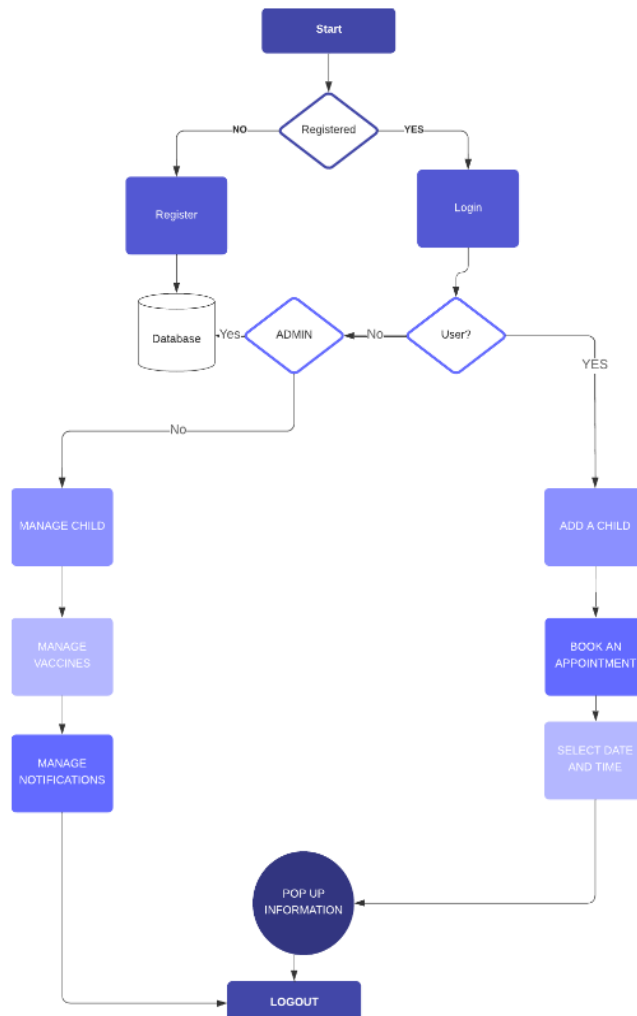 Start
Registered
NO
YES
Register
Login
Database
Yes
ADMIN
No
User?
YES
No
MANAGE CHILD
ADD A CHILD
MANAGE
VACCINES
BOOK AN
APPOINTMENT
MANAGE
NOTIFICATIONS
SELECT DATE
AND TIME
POP UP
INFORMATION
LOGOUT